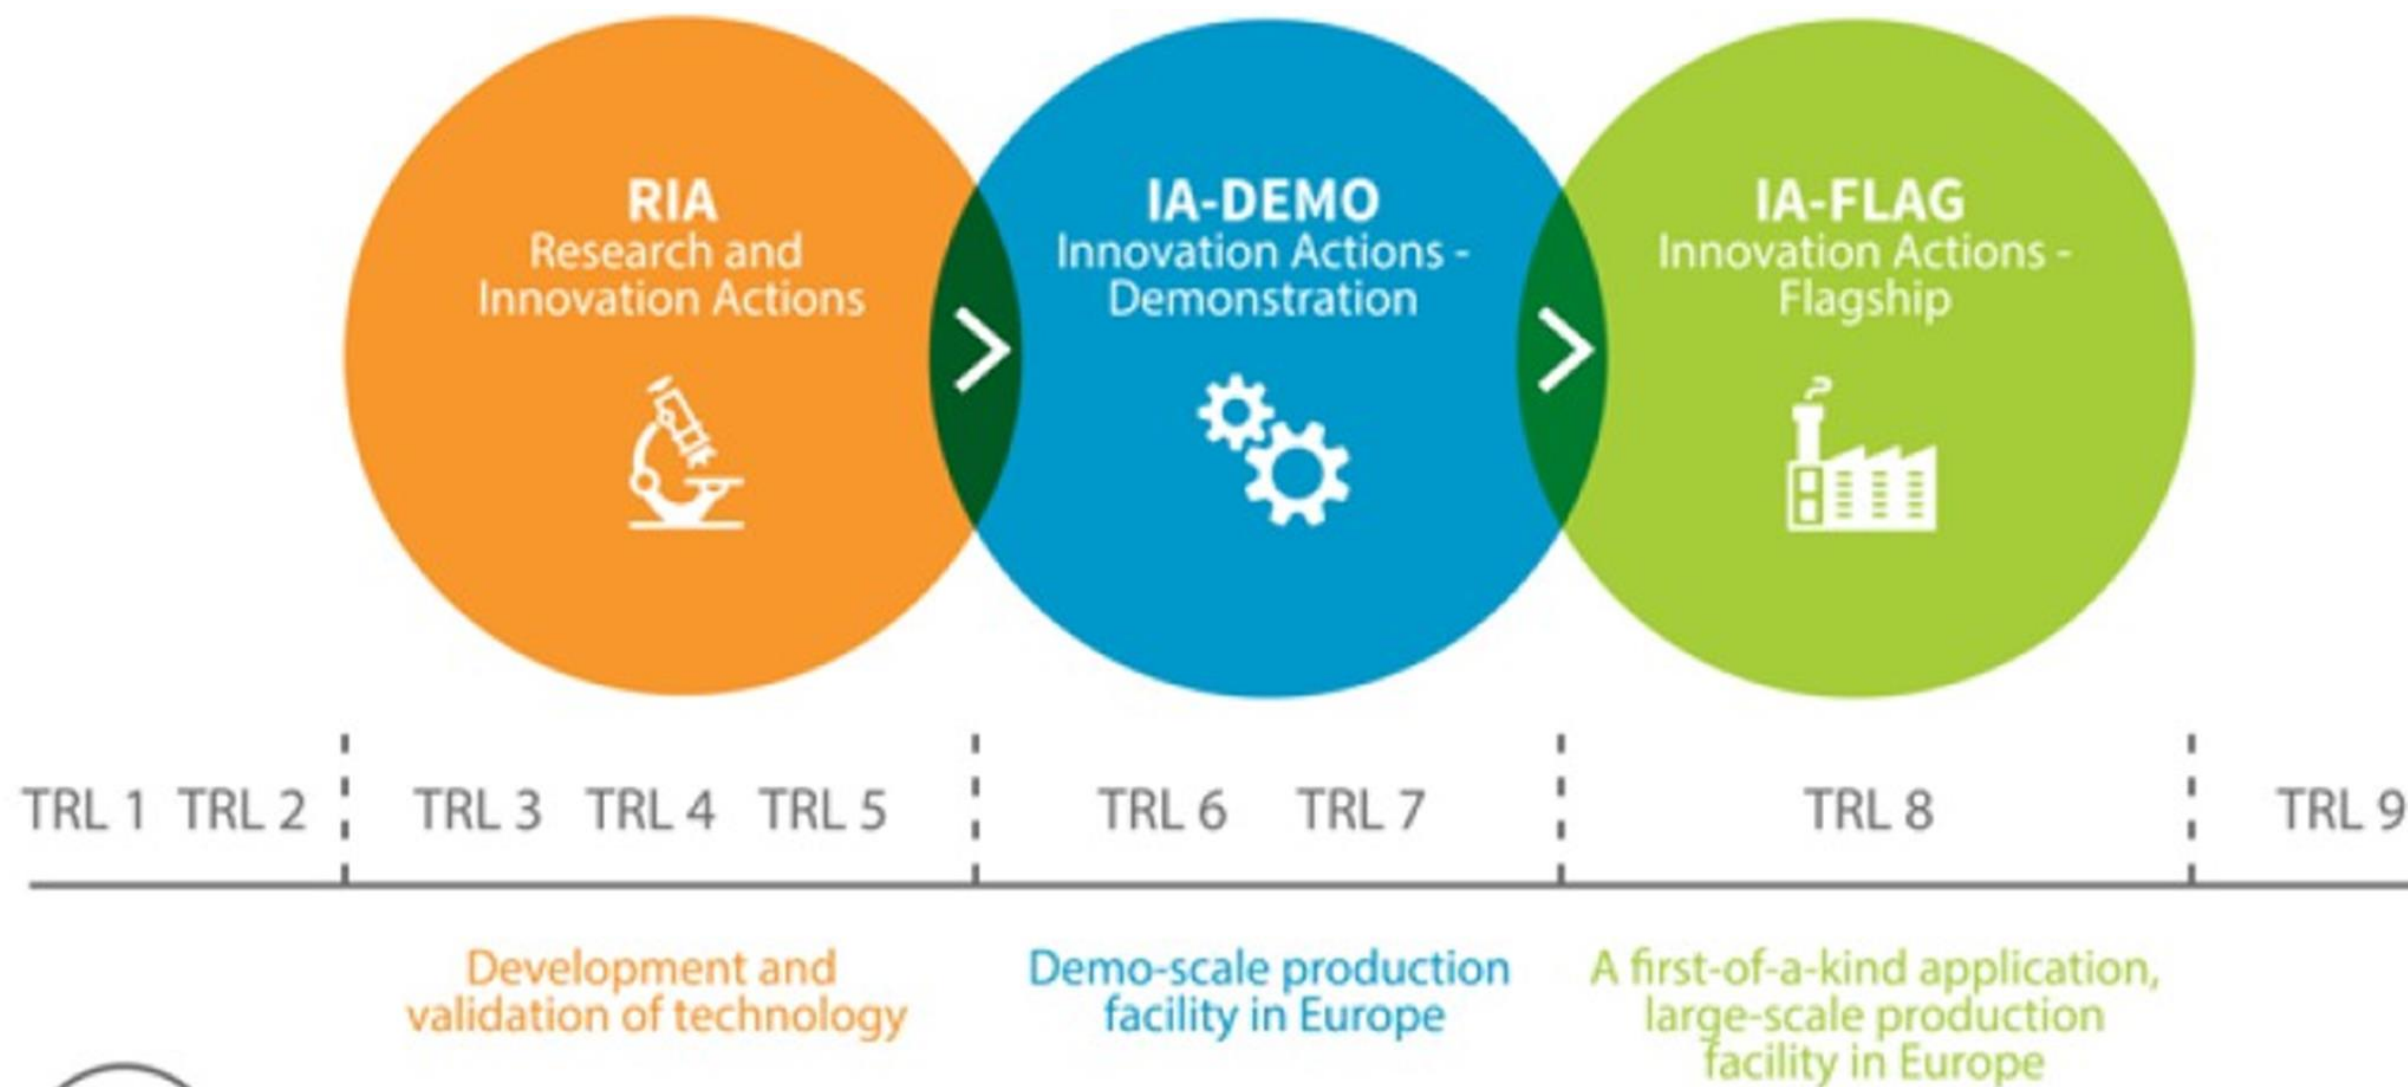 RIA
Research and
Innovation Actions
IA-DEMO
Innovation Actions -
Demonstration
IA-FLAG
Innovation Actions -
Flagship
TRL 1 TRL 2 TRL 3 TRL 4 TRL 5 TRL 6 TRL 7 TRL 8 TRL 9
Development and
validation of technology
Demo-scale production
facility in Europe
A first-of-a-kind application,
large-scale production
facility in Europe